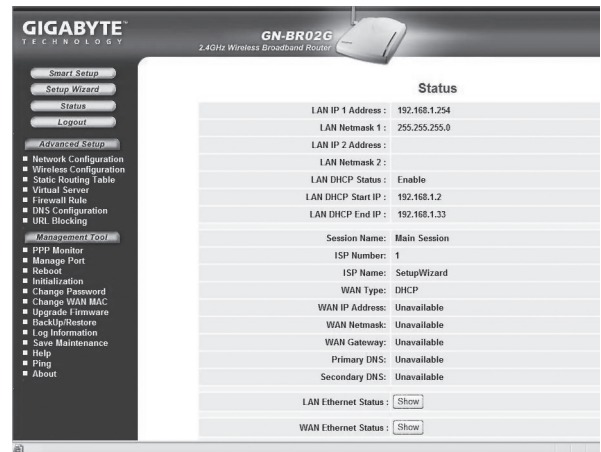 GIGABYTE™
TECHNOLOGY
GN-BR02G
2.4GHz Wireless Broadband Router
Smart Setup
Setup Wizard
Status
Logout
Advanced Setup
Network Configuration
Wireless Configuration
Static Routing Table
Virtual Server
Firewall Rule
DNS Configuration
URL Blocking
Management Tool
PPP Monitor
Manage Port
Reboot
Initialization
Change Password
Change WAN MAC
Upgrade Firmware
BackUp/Restore
Log Information
Save Maintenance
Help
Ping
About
Status
LAN IP 1 Address : 192.168.1.254
LAN Netmask 1 : 255.255.255.0
LAN IP 2 Address :
LAN Netmask 2 :
LAN DHCP Status : Enable
LAN DHCP Start IP : 192.168.1.2
LAN DHCP End IP : 192.168.1.33
Session Name: Main Session
ISP Number: 1
ISP Name: SetupWizard
WAN Type: DHCP
WAN IP Address: Unavailable
WAN Netmask: Unavailable
WAN Gateway: Unavailable
Primary DNS: Unavailable
Secondary DNS: Unavailable
LAN Ethernet Status : Show
WAN Ethernet Status : Show